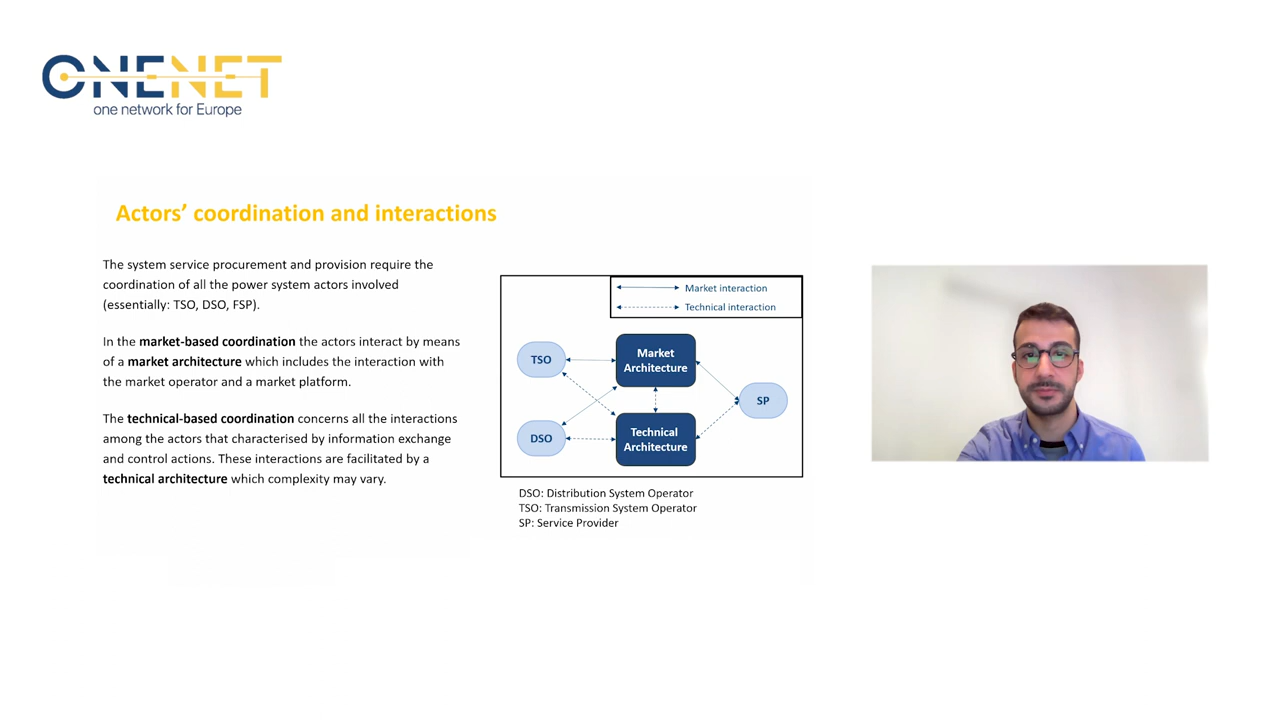 ONENET
one network for Europe
Actors’ coordination and interactions
The system service procurement and provision require the
coordination of all the power system actors involved
(essentially: TSO, DSO, FSP).
In the market-based coordination the actors interact by means
of a market architecture which includes the interaction with
the market operator and a market platform.
The technical-based coordination concerns all the interactions
among the actors that characterised by information exchange
and control actions. These interactions are facilitated by a
technical architecture which complexity may vary.
Market interaction
Technical interaction
TSO
Market
Architecture
SP
DSO
Technical
Architecture
DSO: Distribution System Operator
TSO: Transmission System Operator
SP: Service Provider